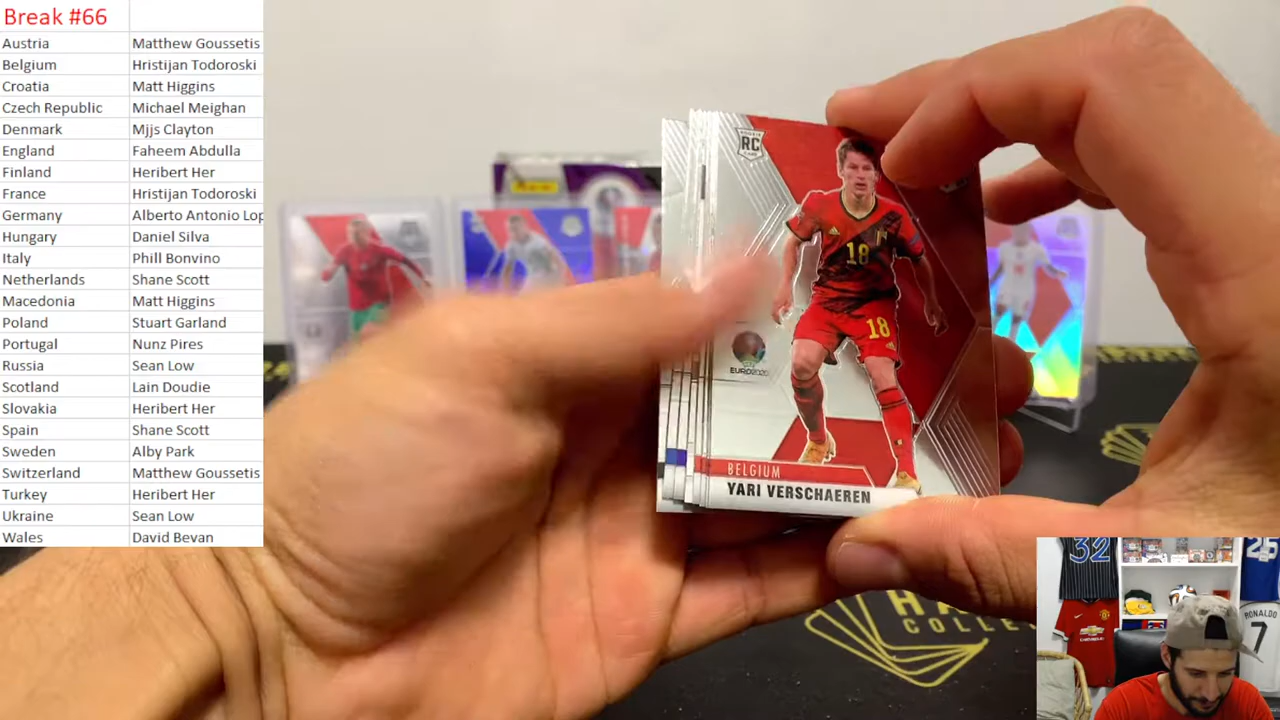 Break #66
Austria Matthew Goussetis
Belgium Hristijan Todoroski
Croatia Matt Higgins
Czech Republic Michael Meighan
Denmark Mjjs Clayton
England Faheem Abdulla
Finland Heribert Her
France Hristijan Todoroski
Germany Alberto Antonio Lop
Hungary Daniel Silva
Italy Phill Bonvino
Netherlands Shane Scott
Macedonia Matt Higgins
Poland Stuart Garland
Portugal Nunz Pires
Russia Sean Low
Scotland Lain Doudie
Slovakia Heribert Her
Spain Shane Scott
Sweden Alby Park
Switzerland Matthew Goussetis
Turkey Heribert Her
Ukraine Sean Low
Wales David Bevan
RC
18
18
EURO2020
BELGIUM
YARI VERSCHAEREN
COLLE
32
RONALDO
7